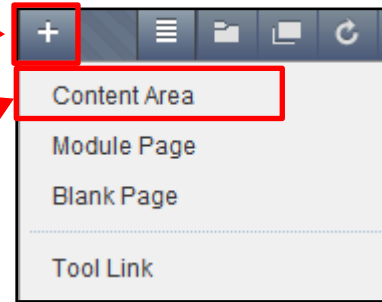 +
Content Area
Module Page
Blank Page
Tool Link